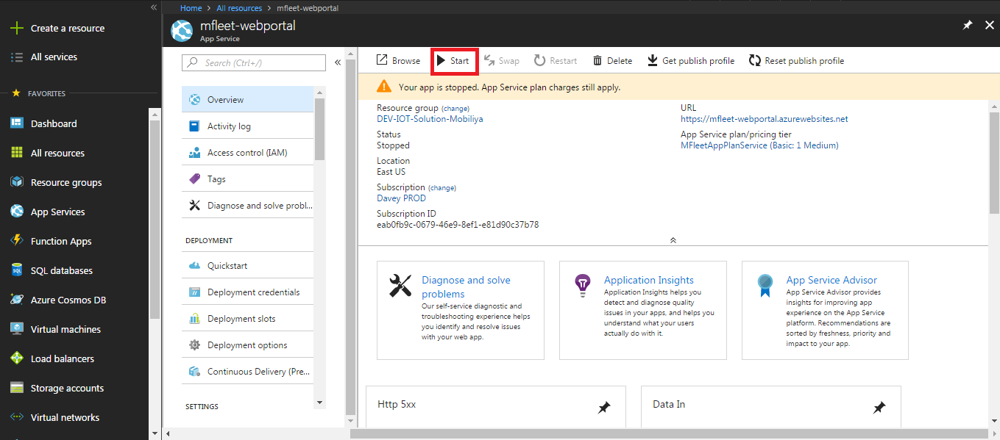 Home > All resources > mfleet-webportal
mfleet-webportal
App Service
Create a resource
All services
FAVORITES
Dashboard
All resources
Resource groups
App Services
Function Apps
SQL databases
Azure Cosmos DB
Virtual machines
Load balancers
Storage accounts
Virtual networks
Search (Ctrl+/)
Overview
Activity log
Access control (IAM)
Tags
Diagnose and solve probl...
DEPLOYMENT
Quickstart
Deployment credentials
Deployment slots
Deployment options
Continuous Delivery (Pre...
SETTINGS
Browse Start Swap Restart Delete Get publish profile Reset publish profile
Your app is stopped. App Service plan charges still apply.
Resource group (change)
DEV-IOT-Solution-Mobiliya
Status
Stopped
Location
East US
Subscription (change)
Davey PROD
Subscription ID
eab0fb9c-0679-46e9-8ef1-e81d90c37b78
URL
https://mfleet-webportal.azurewebsites.net
App Service plan/pricing tier
MFleetAppPlanService (Basic: 1 Medium)
Diagnose and solve
problems
Our self-service diagnostic and
troubleshooting experience helps
you identify and resolve issues
with your web app.
Application Insights
Application Insights helps you
detect and diagnose quality
issues in your apps, and helps you
understand what your users
actually do with it.
App Service Advisor
App Service Advisor provides
insights for improving app
experience on the App Service
platform. Recommendations are
sorted by freshness, priority and
impact to your app.
Http 5xx
Data In